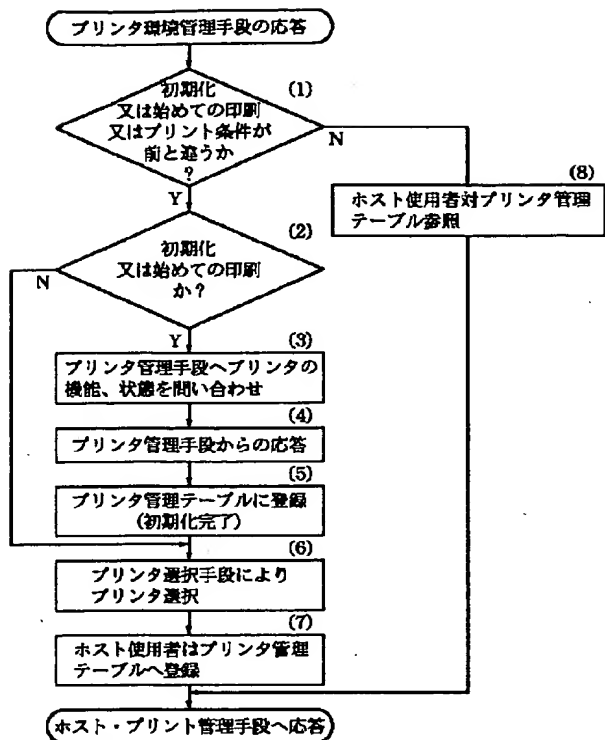 プリンタ環境管理手段の応答
(1)
初期化
又は始めての印刷
又はプリント条件が
前と違うか
?
N
Y
(8)
ホスト使用者対プリンタ管理
テーブル参照
(2)
初期化
又は始めての印刷
か?
N
Y
(3)
プリンタ管理手段へプリンタの
機能、状態を問い合わせ
(4)
プリンタ管理手段からの応答
(5)
プリンタ管理テーブルに登録
(初期化完了)
(6)
プリンタ選択手段により
プリンタ選択
(7)
ホスト使用者はプリンタ管理
テーブルへ登録
ホスト・プリント管理手段へ応答